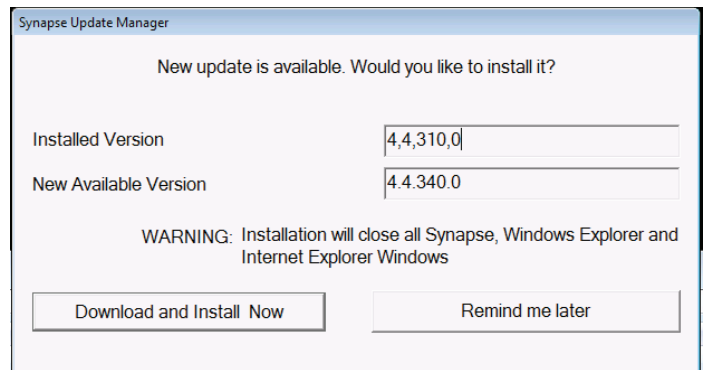 Synapse Update Manager
New update is available. Would you like to install it?
Installed Version 4,4,310,0
New Available Version 4.4.340.0
WARNING: Installation will close all Synapse, Windows Explorer and
Internet Explorer Windows
Download and Install Now Remind me later